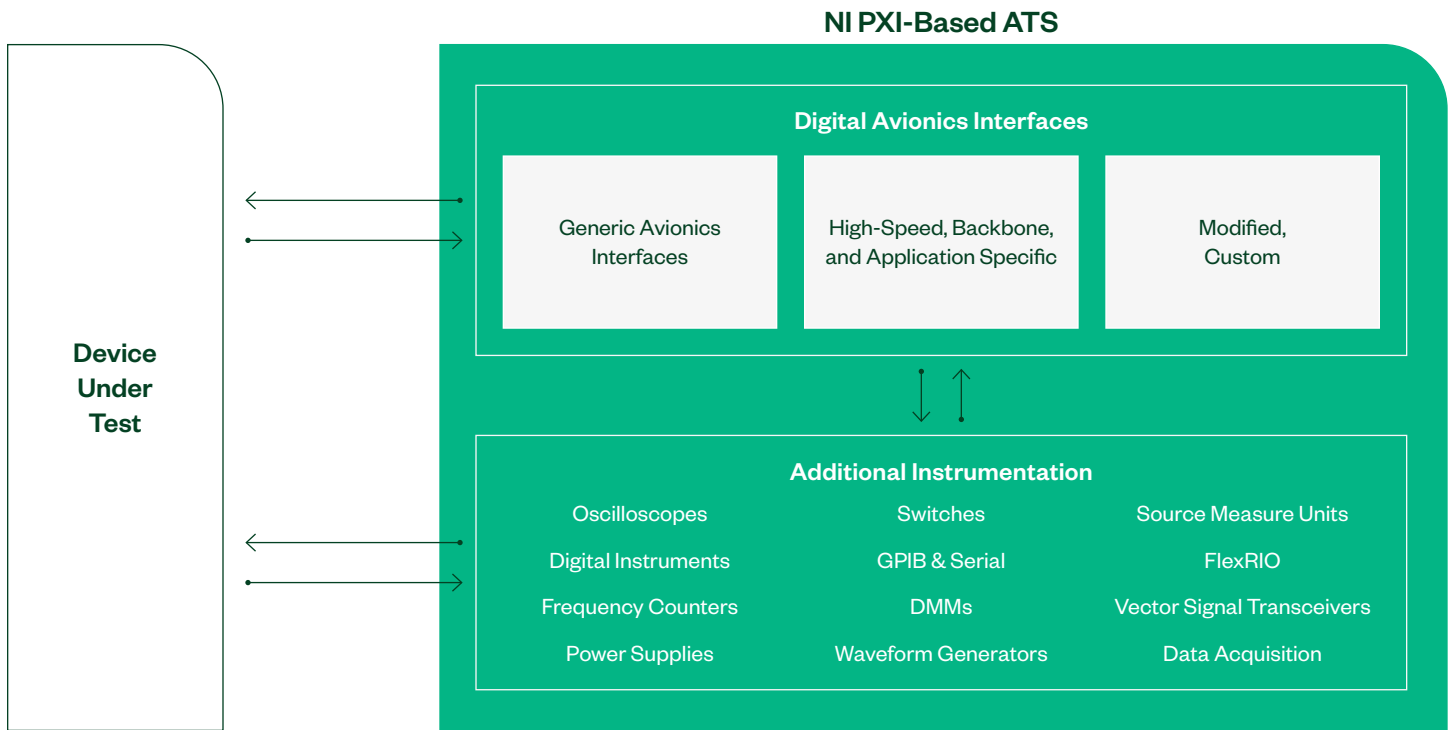 NI PXI-Based ATS
Device
Under
Test
Digital Avionics Interfaces
Generic Avionics
Interfaces
High-Speed, Backbone,
and Application Specific
Modified,
Custom
Additional Instrumentation
Oscilloscopes
Switches
Source Measure Units
Digital Instruments
GPIB & Serial
FlexRIO
Frequency Counters
DMMs
Vector Signal Transceivers
Power Supplies
Waveform Generators
Data Acquisition